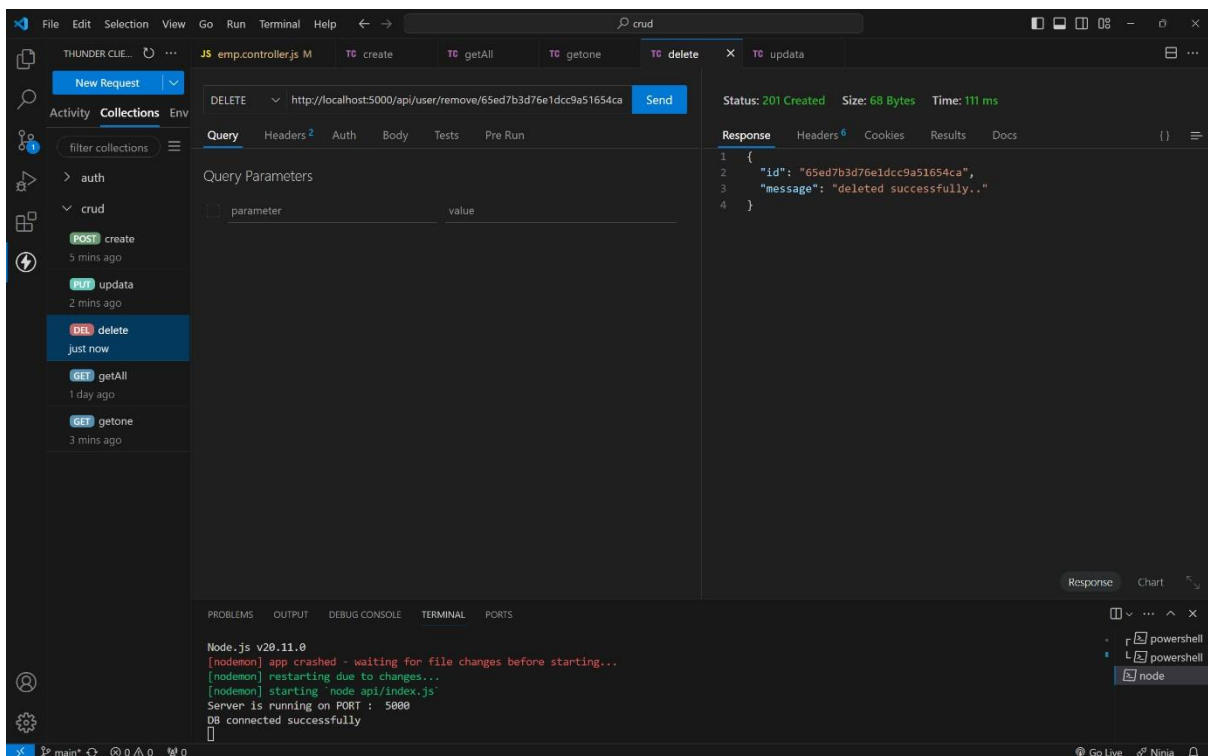 File Edit Selection View Go Run Terminal Help ← → crud
THUNDER CLIE... ···
JS emp.controller.js M TC create TC getAll TC getone TC delete × TC updata
New Request
Activity Collections Env
filter collections
> auth
crud
POST create
5 mins ago
PUT updata
2 mins ago
DEL delete
just now
GET getAll
1 day ago
GET getone
3 mins ago
DELETE http://localhost:5000/api/user/remove/65ed7b3d76e1dcc9a51654ca Send
Query Headers 2 Auth Body Tests Pre Run
Query Parameters
parameter value
Status: 201 Created Size: 68 Bytes Time: 111 ms
Response Headers 6 Cookies Results Docs {}
1 {
2 "id": "65ed7b3d76e1dcc9a51654ca",
3 "message": "deleted successfully.."
4 }
Response Chart
PROBLEMS OUTPUT DEBUG CONSOLE TERMINAL PORTS
Node.js v20.11.0
[nodemon] app crashed - waiting for file changes before starting...
[nodemon] restarting due to changes...
[nodemon] starting `node api/index.js`
Server is running on PORT : 5000
DB connected successfully
powershell
powershell
node
1
main* 0 0 0 Go Live Ninja